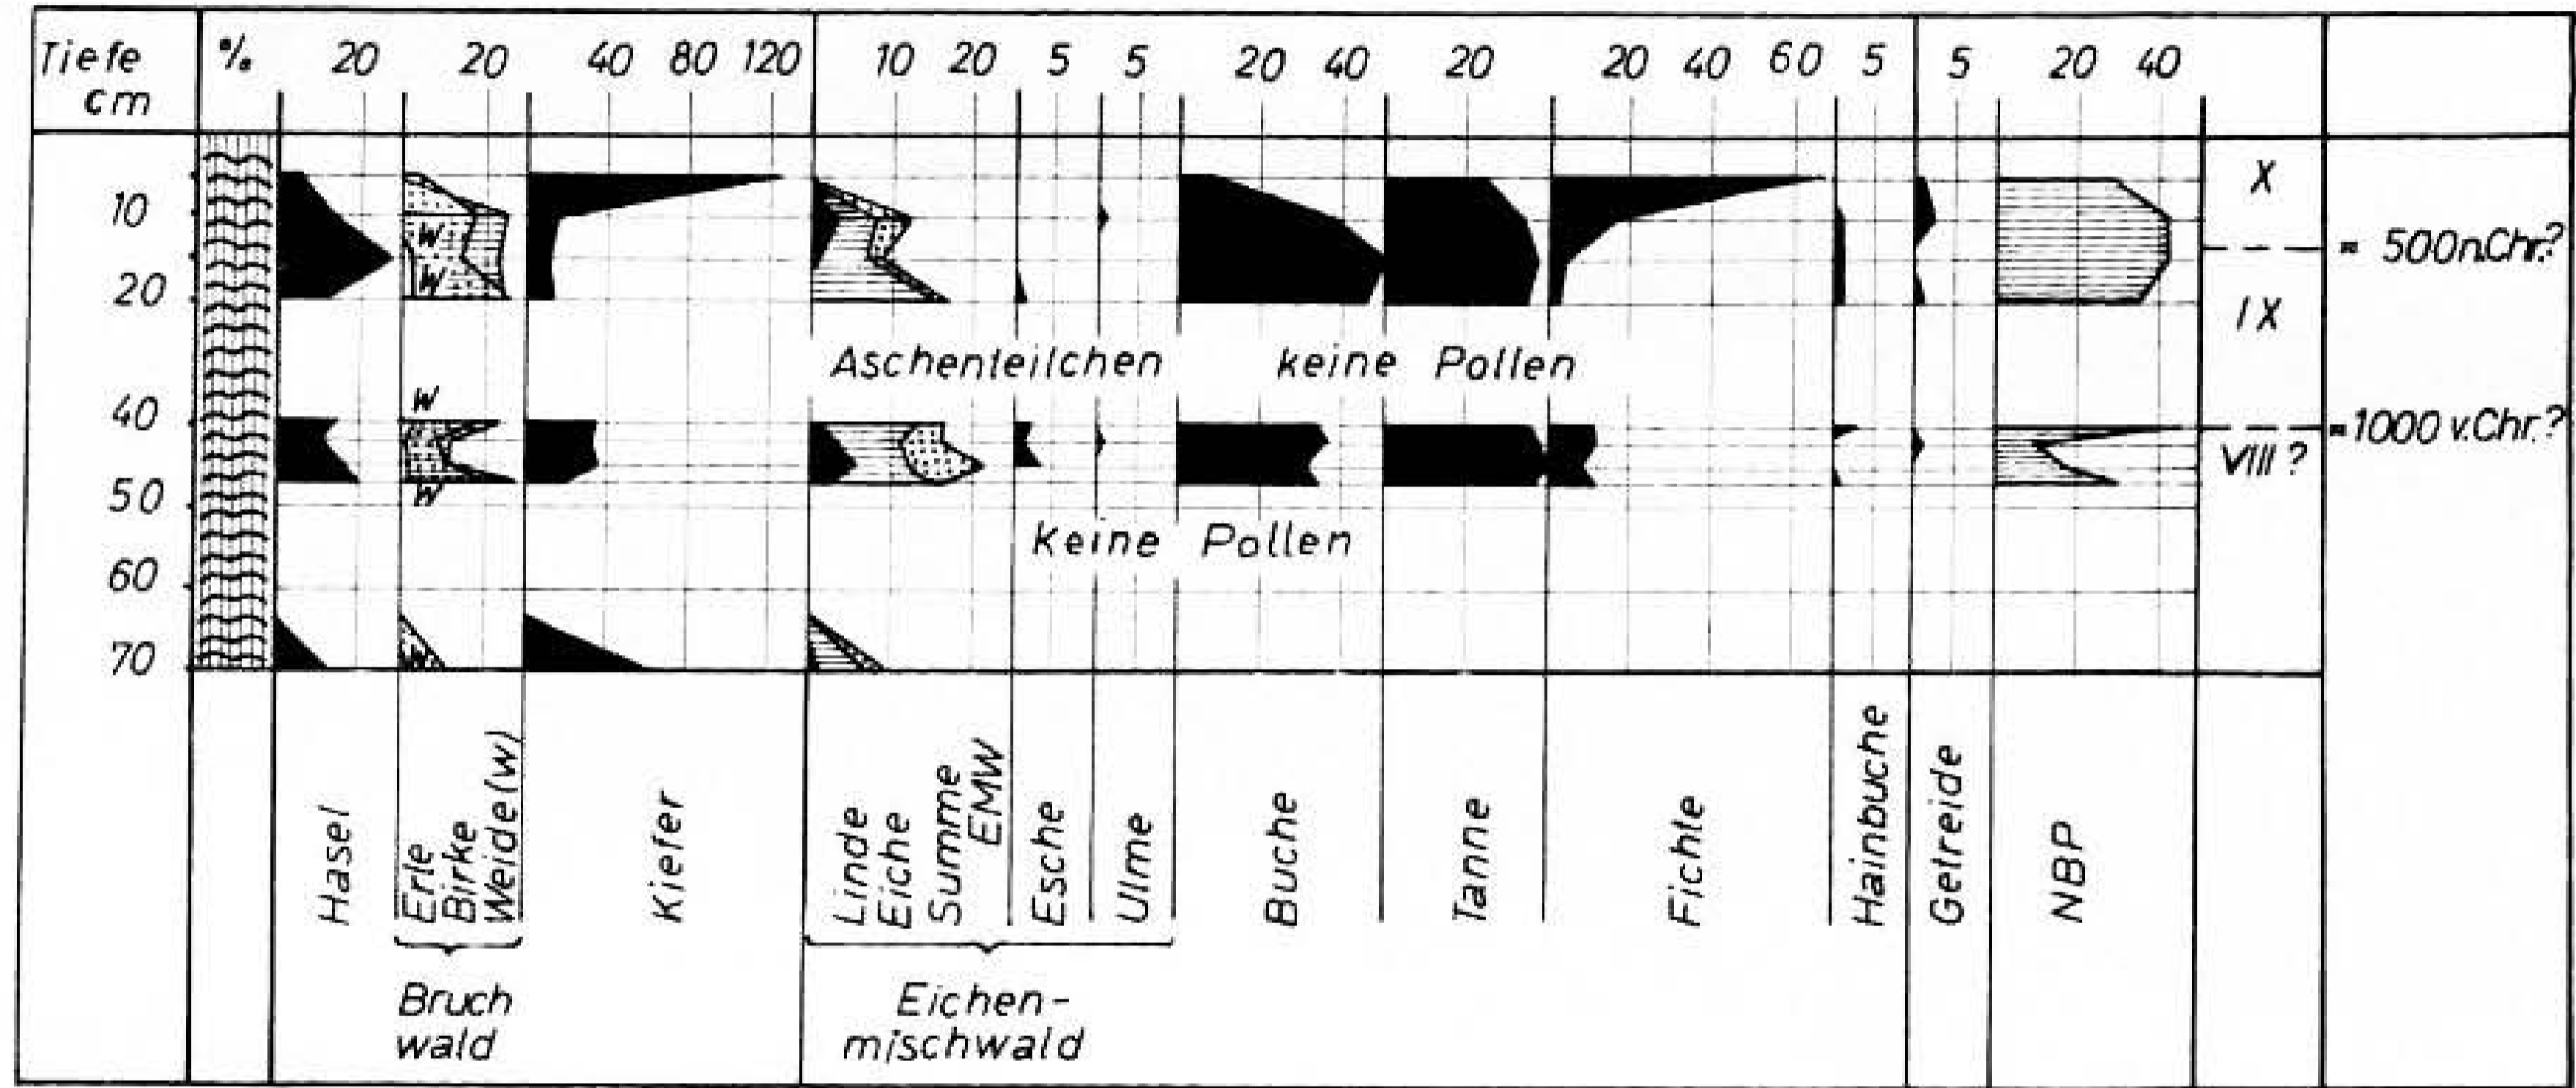 Tiefe % 20 20 40 80 120 10 20 5 5 20 40 20 20 40 60 5 5 20 40
cm
X
10
W
= 500 n.Chr.?
W
20
IX
Aschenteilchen keine Pollen
W
40
= 1000 v.Chr.?
VIII ?
W
50
Keine Pollen
60
W
70
Hasel
Erle
Birke
Weide (w)
Kiefer
Linde
Eiche
Summe
EMW
Esche
Ulme
Buche
Tanne
Fichte
Hainbuche
Getreide
NBP
Bruch
wald
Eichen-
mischwald